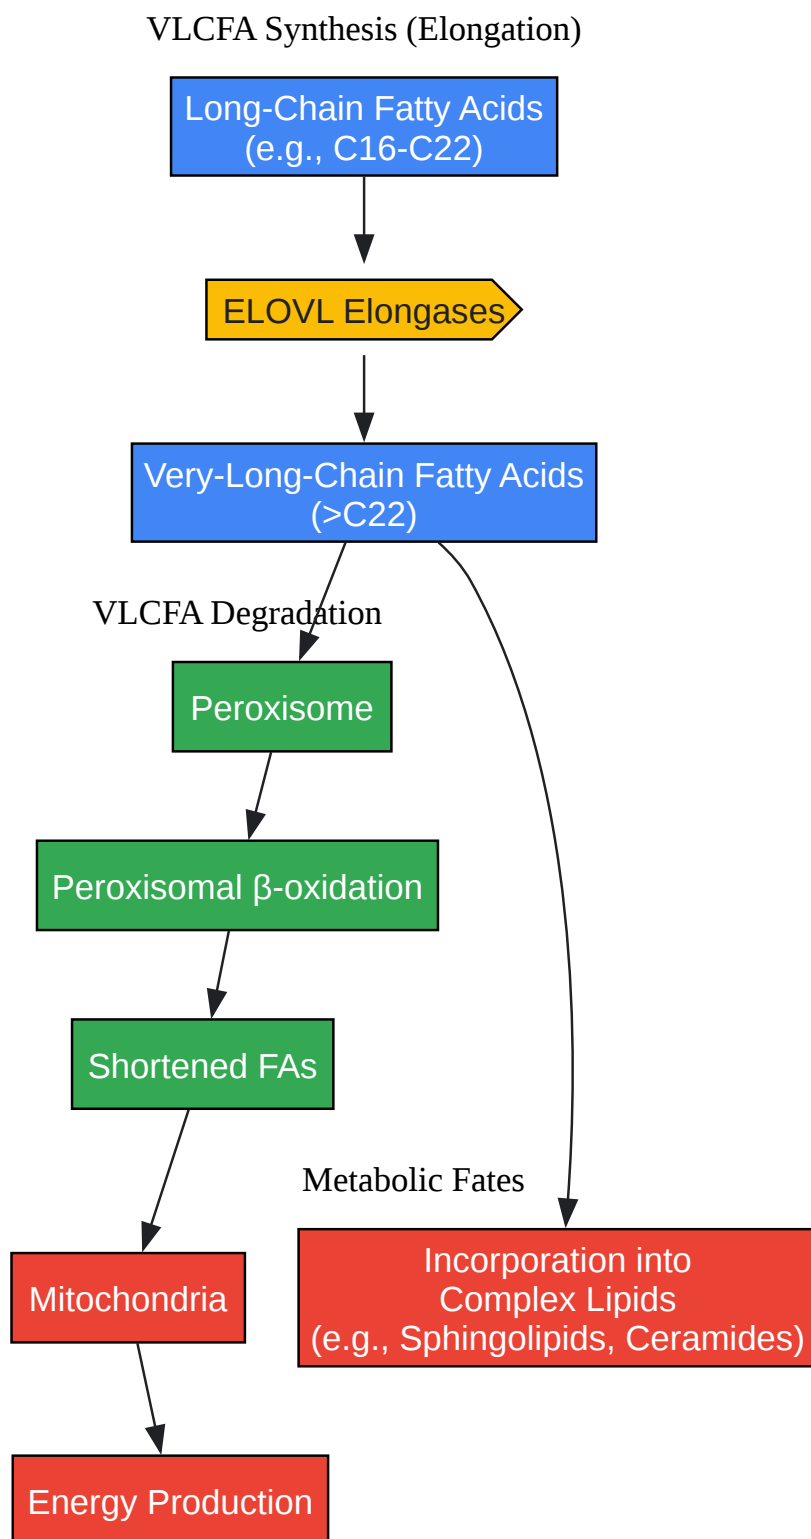 VLCFA Synthesis (Elongation)
Long-Chain Fatty Acids
(e.g., C16-C22)
ELOVL Elongases
Very-Long-Chain Fatty Acids
(>C22)
VLCFA Degradation
Peroxisome
Peroxisomal β-oxidation
Shortened FAs
Metabolic Fates
Incorporation into
Complex Lipids
(e.g., Sphingolipids, Ceramides)
Mitochondria
Energy Production